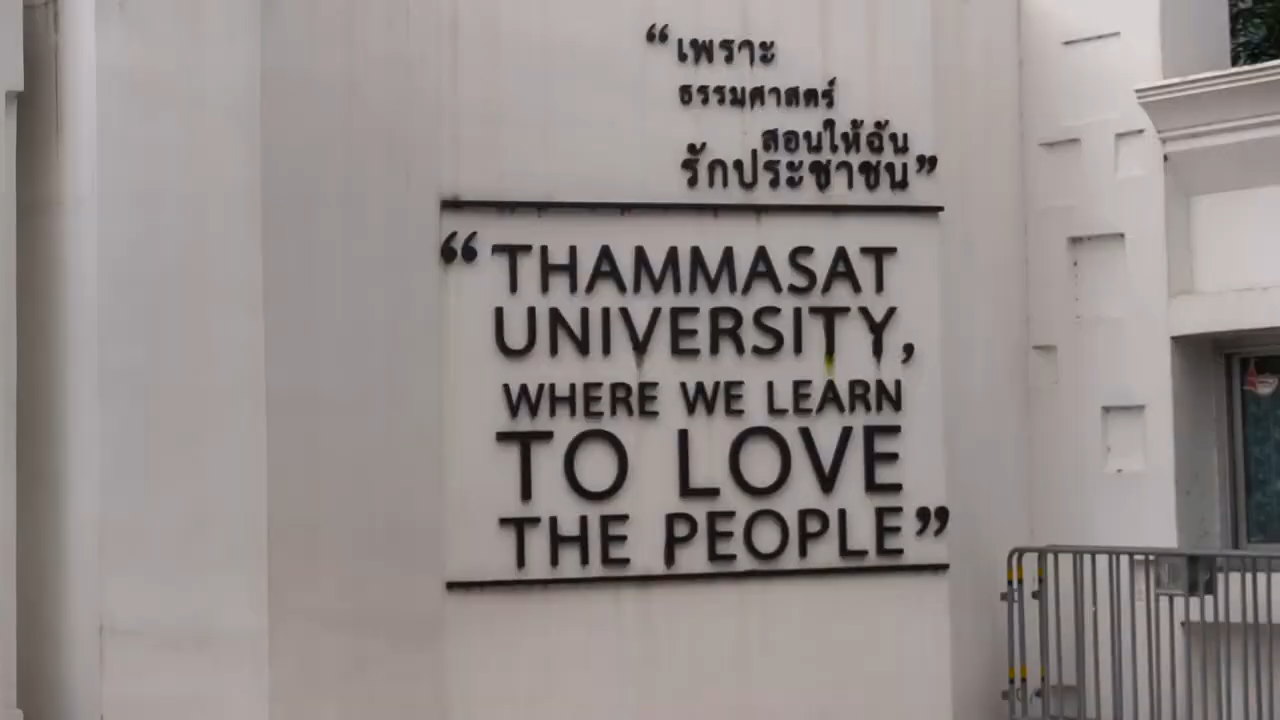 “เพราะ
ธรรมศาสตร์
สอนให้ฉัน
รักประชาชน”
“THAMMASAT
UNIVERSITY,
WHERE WE LEARN
TO LOVE
THE PEOPLE”